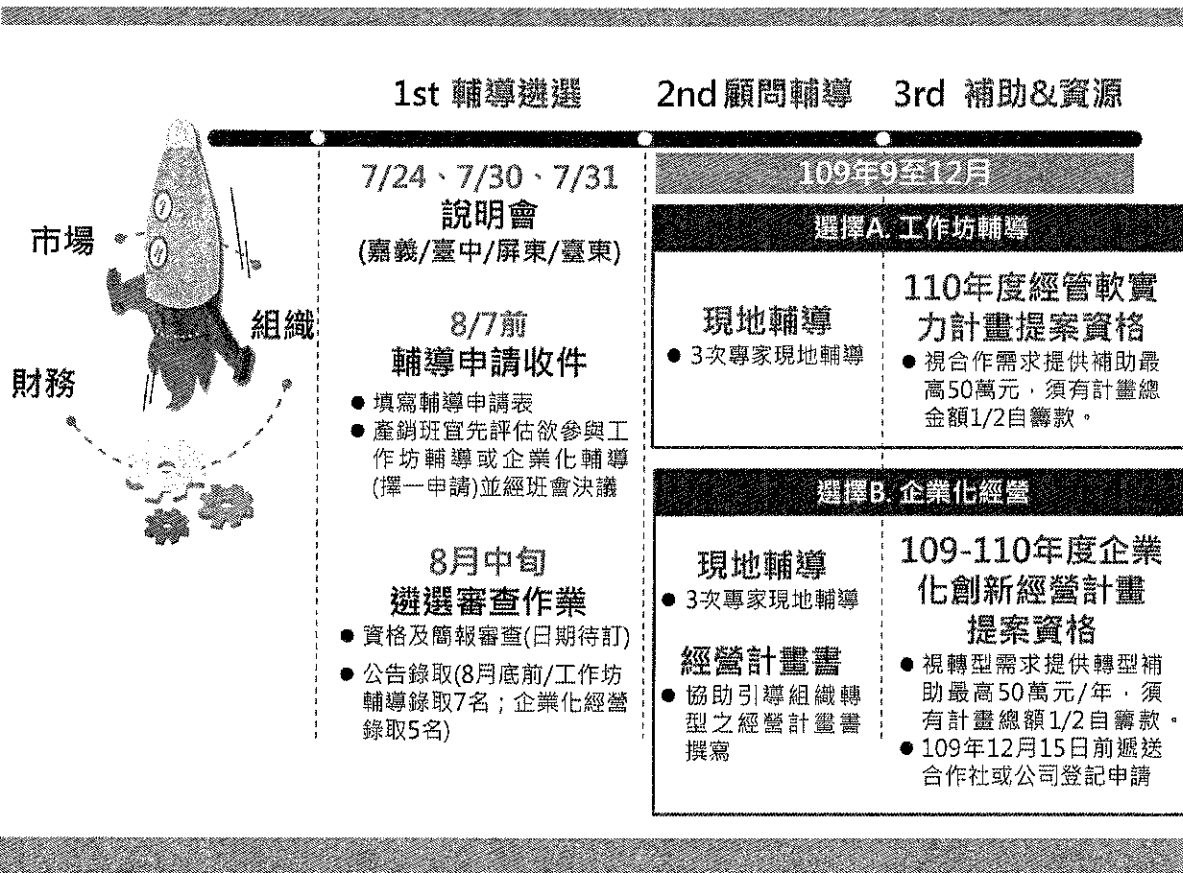 1st 輔導遴選
2nd 顧問輔導
3rd 補助&資源
市場
組織
財務
7/24、7/30、7/31
說明會
(嘉義/臺中/屏東/臺東)
8/7前
輔導申請收件
● 填寫輔導申請表
● 產銷班宜先評估欲參與工
作坊輔導或企業化輔導
(擇一申請)並經班會決議
8月中旬
遴選審查作業
● 資格及簡報審查(日期待訂)
● 公告錄取(8月底前/工作坊
輔導錄取7名；企業化經營
錄取5名)
109年9至12月
選擇A. 工作坊輔導
現地輔導
● 3次專家現地輔導
110年度經管軟實
力計畫提案資格
● 視合作需求提供補助最
高50萬元，須有計畫總
金額1/2自籌款。
選擇B. 企業化經營
現地輔導
● 3次專家現地輔導
經營計畫書
● 協助引導組織轉
型之經營計畫書
撰寫
109-110年度企業
化創新經營計畫
提案資格
● 視轉型需求提供轉型補
助最高50萬元/年，須
有計畫總額1/2自籌款。
● 109年12月15日前遞送
合作社或公司登記申請